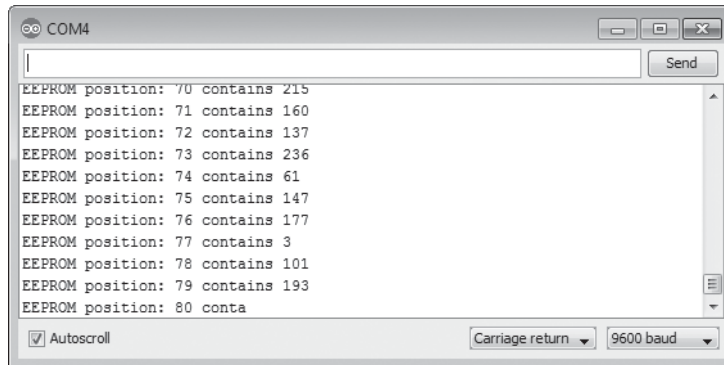 COM4
Send
EEPROM position: 70 contains 215
EEPROM position: 71 contains 160
EEPROM position: 72 contains 137
EEPROM position: 73 contains 236
EEPROM position: 74 contains 61
EEPROM position: 75 contains 147
EEPROM position: 76 contains 177
EEPROM position: 77 contains 3
EEPROM position: 78 contains 101
EEPROM position: 79 contains 193
EEPROM position: 80 conta
Autoscroll Carriage return 9600 baud